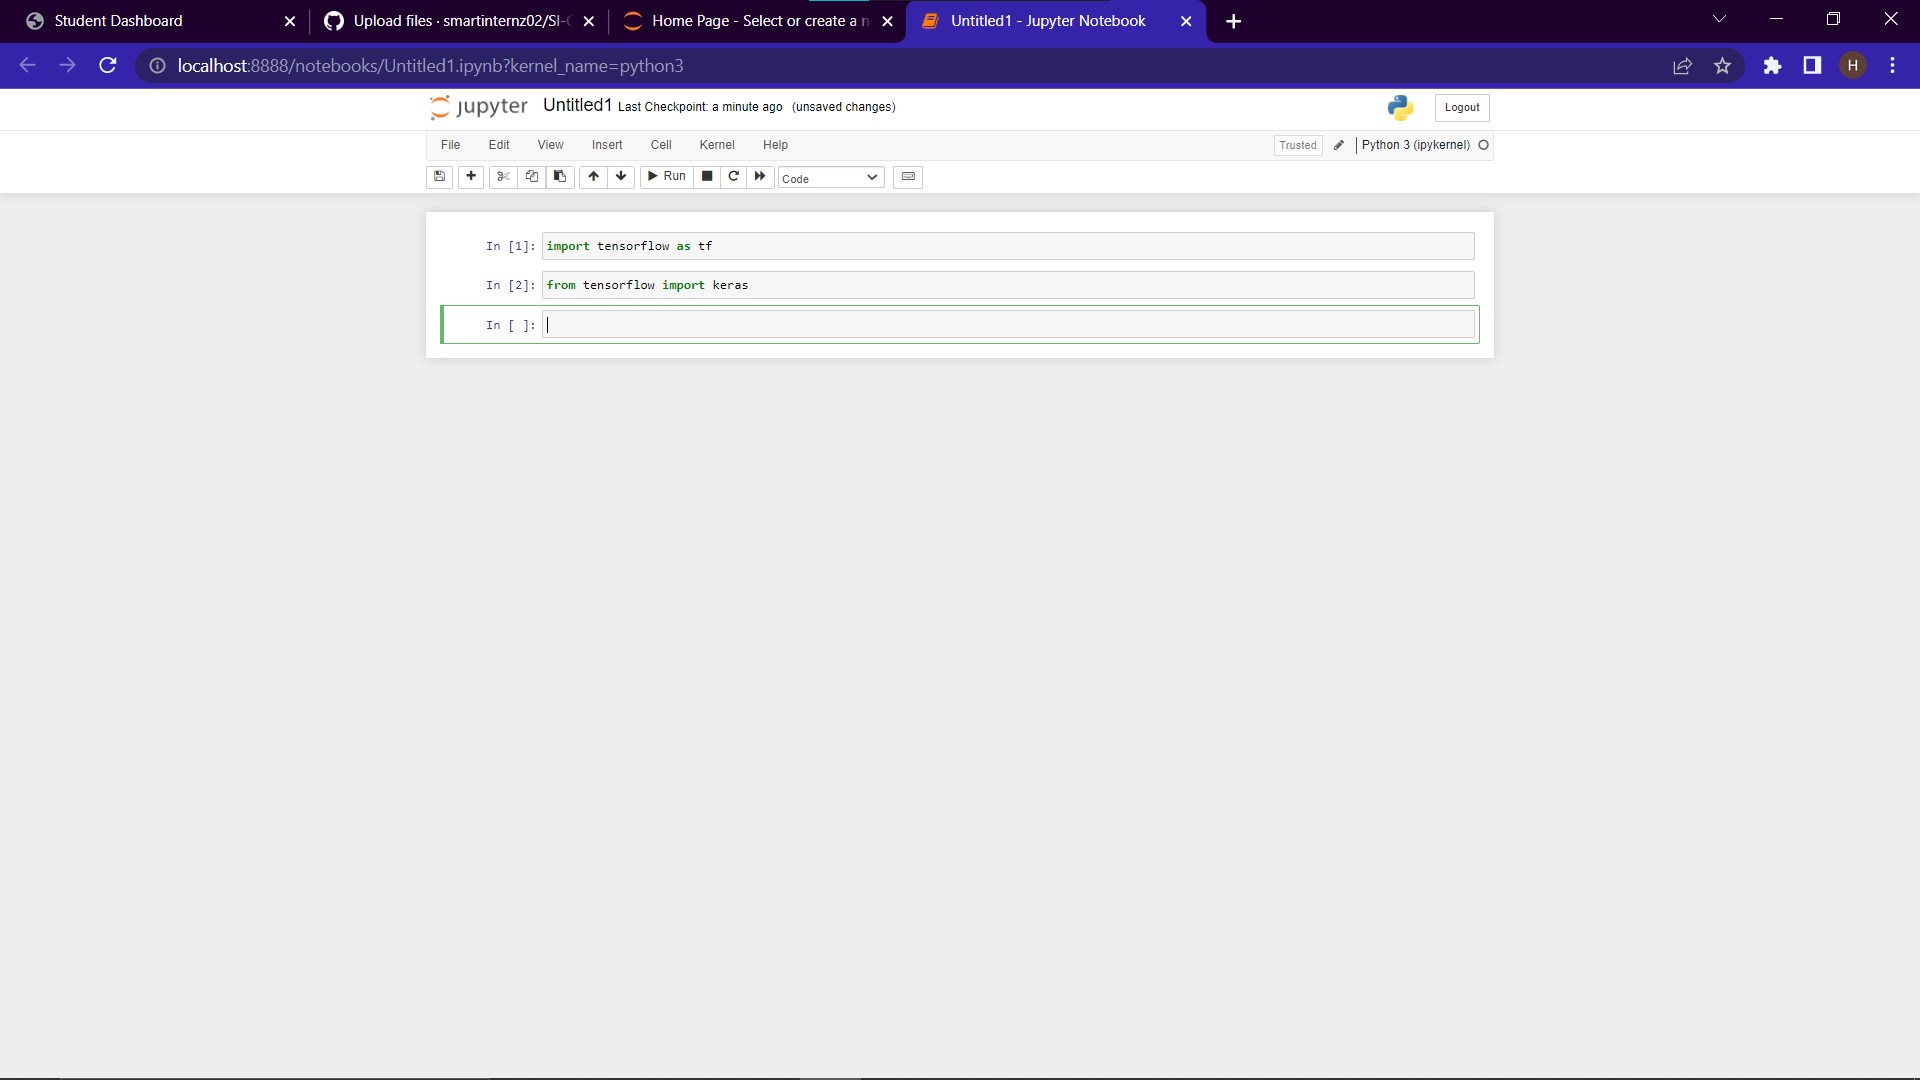 Student Dashboard
Upload files · smartinternz02/SI-
Home Page - Select or create a
Untitled1 - Jupyter Notebook
localhost:8888/notebooks/Untitled1.ipynb?kernel_name=python3
H
jupyter Untitled1 Last Checkpoint: a minute ago (unsaved changes)
Logout
File Edit View Insert Cell Kernel Help
Trusted
Python 3 (ipykernel)
Run
Code
In [1]: import tensorflow as tf
In [2]: from tensorflow import keras
In [ ]: